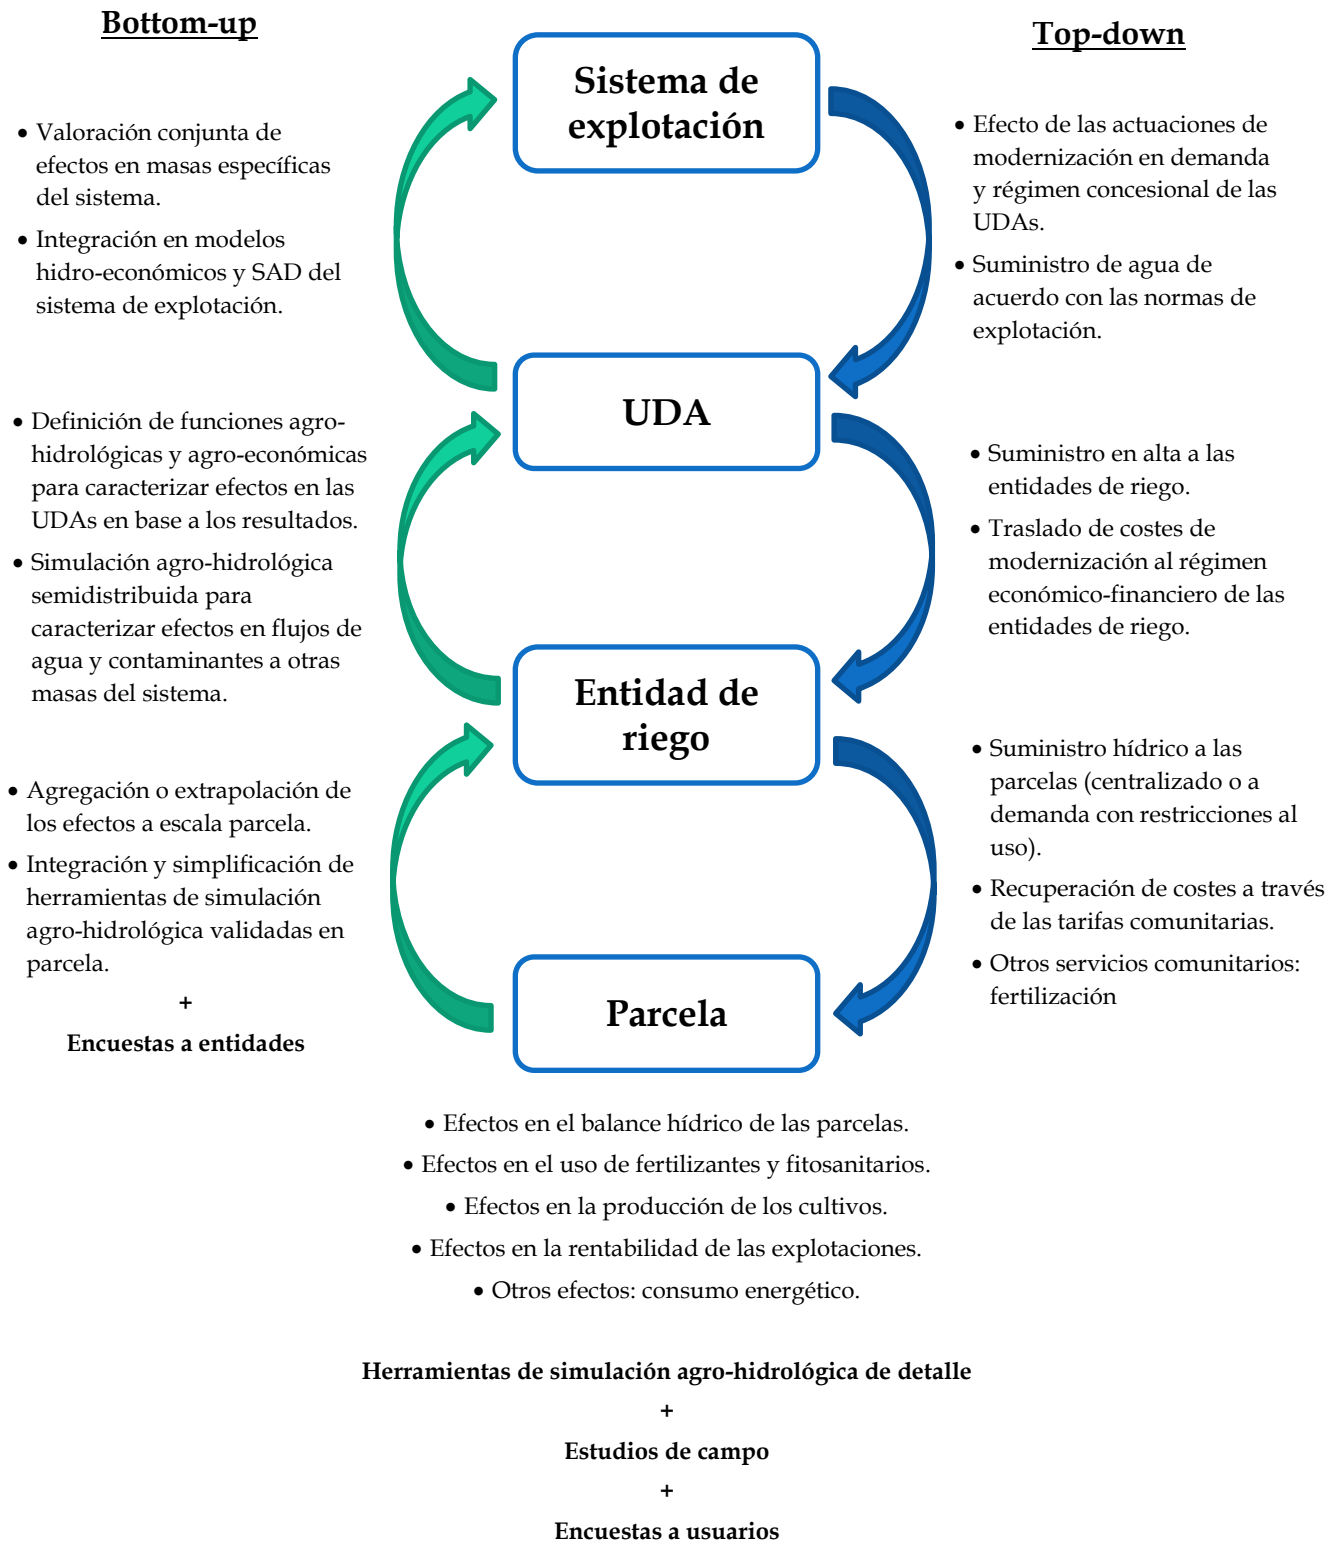 Bottom-up
• Valoración conjunta de
efectos en masas específicas
del sistema.
• Integración en modelos
hidro-económicos y SAD del
sistema de explotación.
• Definición de funciones agro-
hidrológicas y agro-económicas
para caracterizar efectos en las
UDAs en base a los resultados.
• Simulación agro-hidrológica
semidistribuida para
caracterizar efectos en flujos de
agua y contaminantes a otras
masas del sistema.
• Agregación o extrapolación de
los efectos a escala parcela.
• Integración y simplificación de
herramientas de simulación
agro-hidrológica validadas en
parcela.
+
Encuestas a entidades
Sistema de
explotación
UDA
Entidad de
riego
Parcela
Top-down
• Efecto de las actuaciones de
modernización en demanda
y régimen concesional de las
UDAs.
• Suministro de agua de
acuerdo con las normas de
explotación.
• Suministro en alta a las
entidades de riego.
• Traslado de costes de
modernización al régimen
económico-financiero de las
entidades de riego.
• Suministro hídrico a las
parcelas (centralizado o a
demanda con restricciones al
uso).
• Recuperación de costes a través
de las tarifas comunitarias.
• Otros servicios comunitarios:
fertilización
• Efectos en el balance hídrico de las parcelas.
• Efectos en el uso de fertilizantes y fitosanitarios.
• Efectos en la producción de los cultivos.
• Efectos en la rentabilidad de las explotaciones.
• Otros efectos: consumo energético.
Herramientas de simulación agro-hidrológica de detalle
+
Estudios de campo
+
Encuestas a usuarios